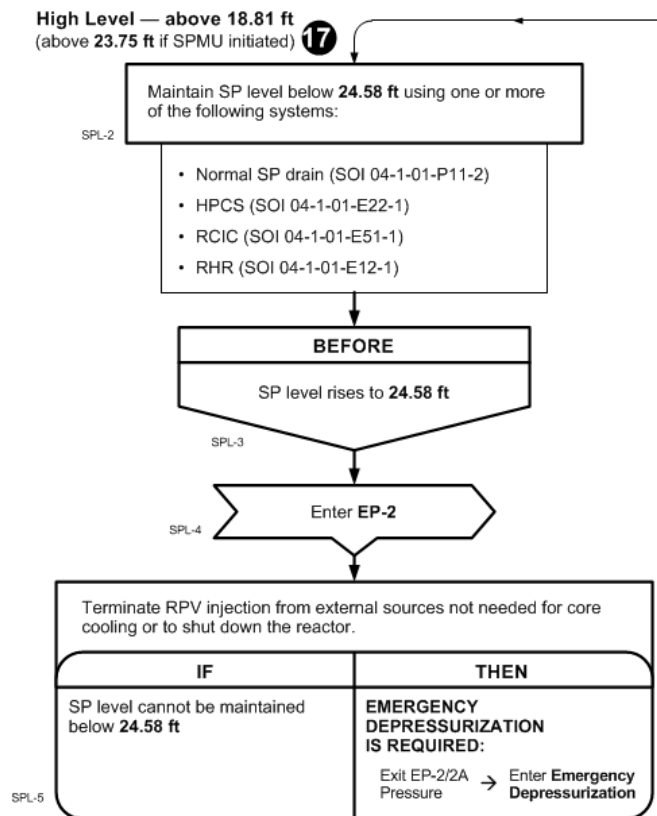 High Level — above 18.81 ft
(above 23.75 ft if SPMU initiated) 17
Maintain SP level below 24.58 ft using one or more
of the following systems:
SPL-2
• Normal SP drain (SOI 04-1-01-P11-2)
• HPCS (SOI 04-1-01-E22-1)
• RCIC (SOI 04-1-01-E51-1)
• RHR (SOI 04-1-01-E12-1)
BEFORE
SP level rises to 24.58 ft
SPL-3
Enter EP-2
SPL-4
Terminate RPV injection from external sources not needed for core
cooling or to shut down the reactor.
IF
THEN
SP level cannot be maintained
below 24.58 ft
EMERGENCY
DEPRESSURIZATION
IS REQUIRED:
Exit EP-2/2A → Enter Emergency
Pressure Depressurization
SPL-5